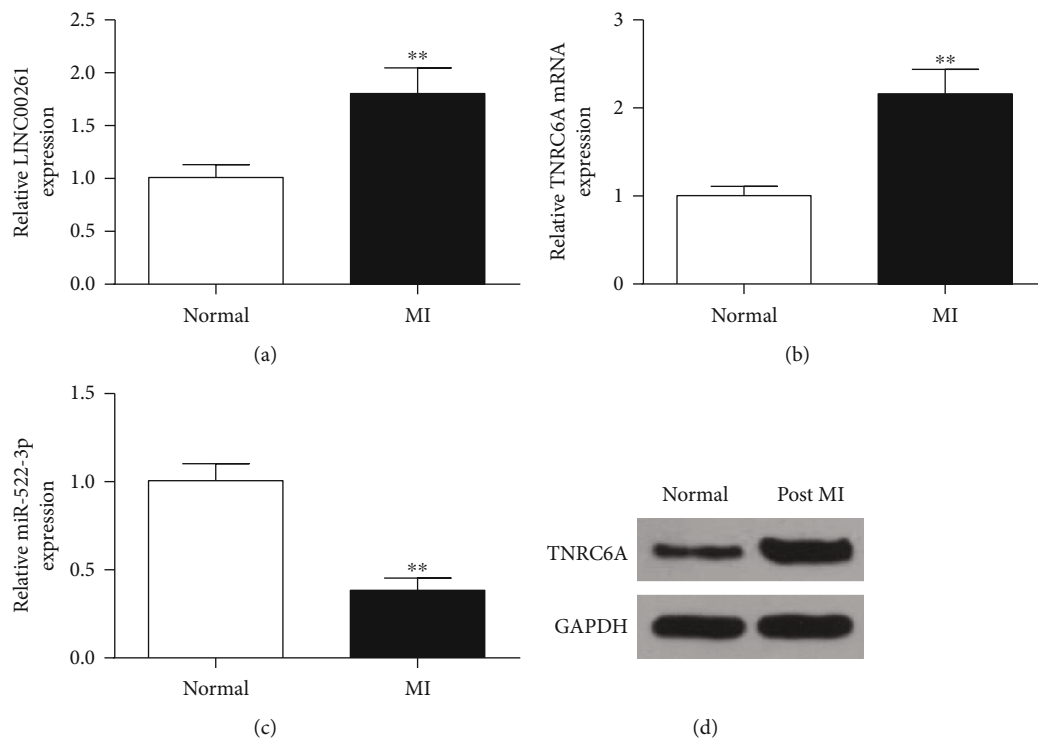 Relative LINC00261
expression
2.5
2.0
1.5
1.0
0.5
0.0
**
Normal
MI
(a)
Relative TNRC6A mRNA
expression
3
2
1
0
**
Normal
MI
(b)
Relative miR-522-3p
expression
1.5
1.0
0.5
0.0
**
Normal
MI
(c)
Normal Post MI
TNRC6A
GAPDH
(d)